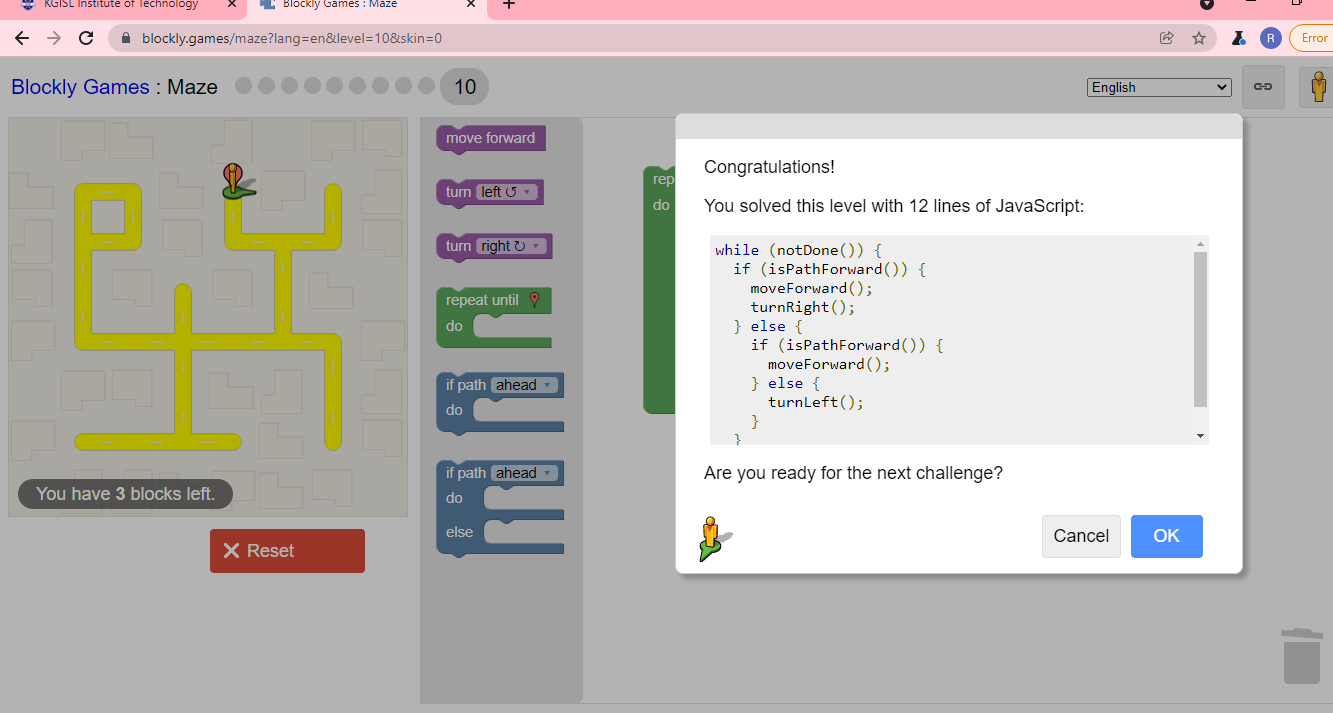 KGISL Institute of Technology
Blockly Games : Maze
blockly.games/maze?lang=en&level=10&skin=0
R
Error
Blockly Games : Maze
10
English
move forward
turn left ↺
turn right ↻
repeat until
do
if path ahead
do
if path ahead
do
else
rep
do
You have 3 blocks left.
Reset
Congratulations!
You solved this level with 12 lines of JavaScript:
while (notDone()) {
if (isPathForward()) {
moveForward();
turnRight();
} else {
if (isPathForward()) {
moveForward();
} else {
turnLeft();
}
}
Are you ready for the next challenge?
Cancel
OK